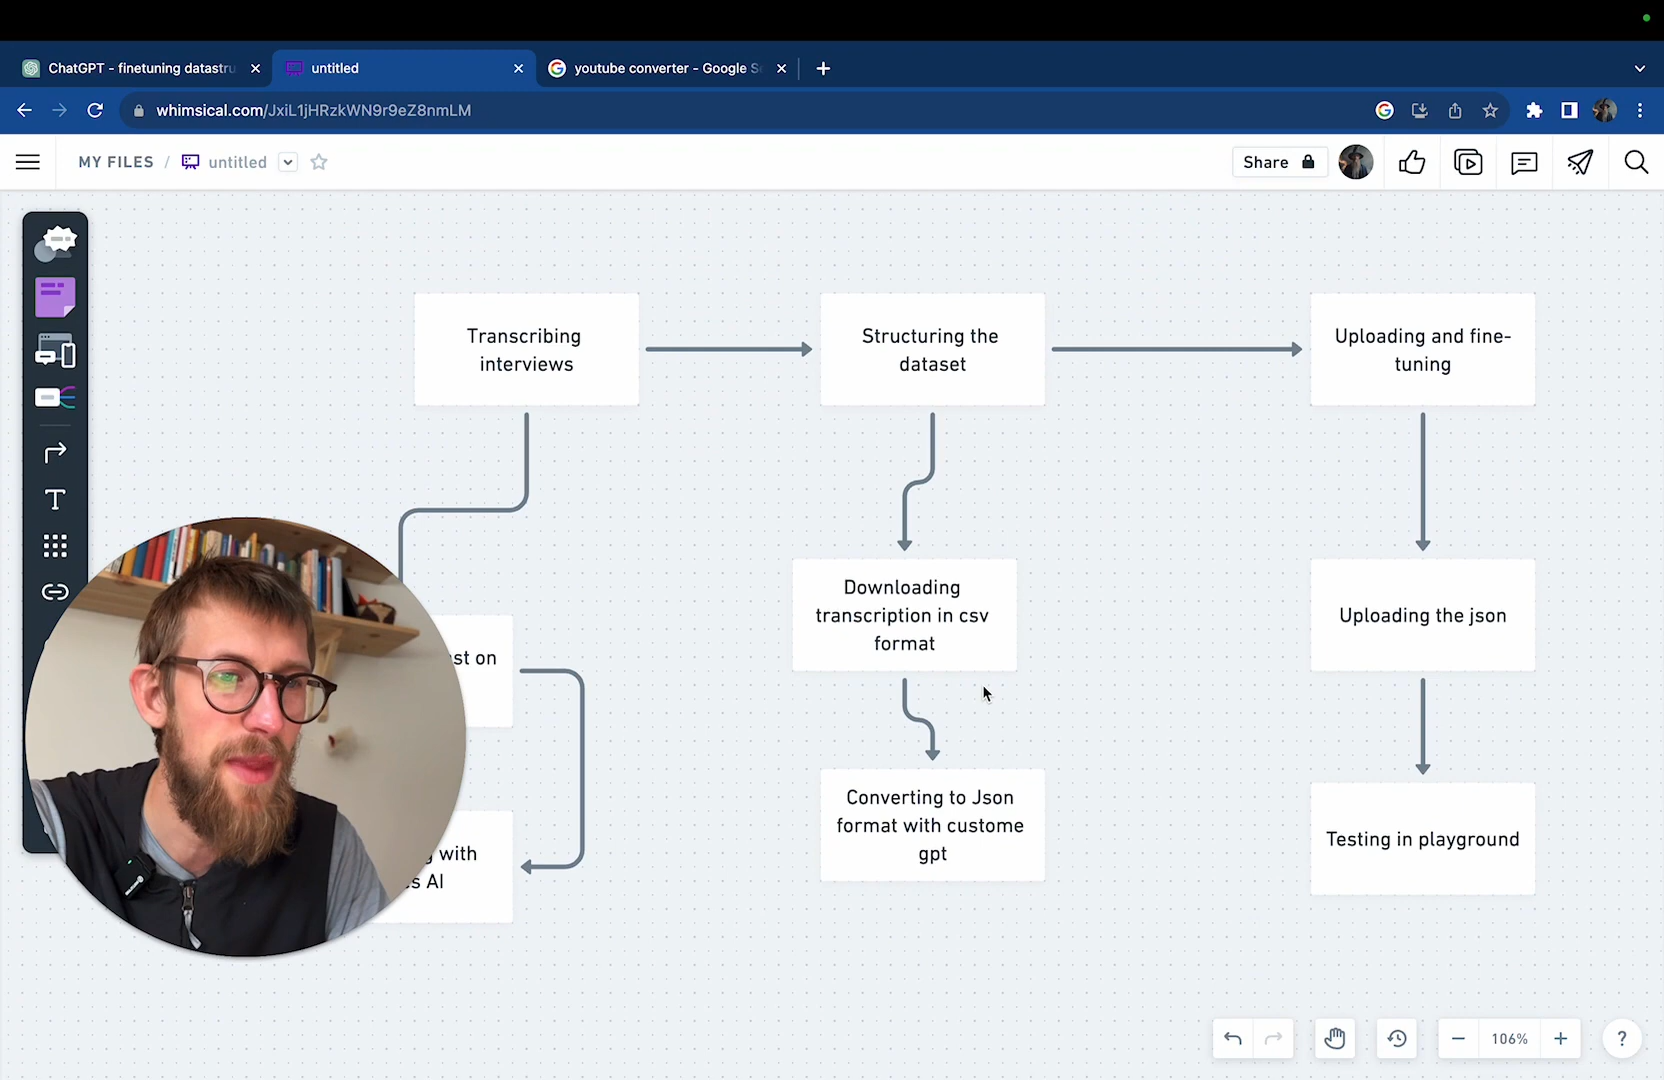 ChatGPT - finetuning datastru
untitled
youtube converter - Google S
whimsical.com/JxiL1jHRzkWN9r9eZ8nmLM
MY FILES / untitled
Share
Transcribing
interviews
Structuring the
dataset
Uploading and fine-
tuning
st on
with
s AI
Downloading
transcription in csv
format
Converting to Json
format with custome
gpt
Uploading the json
Testing in playground
T
106%
?